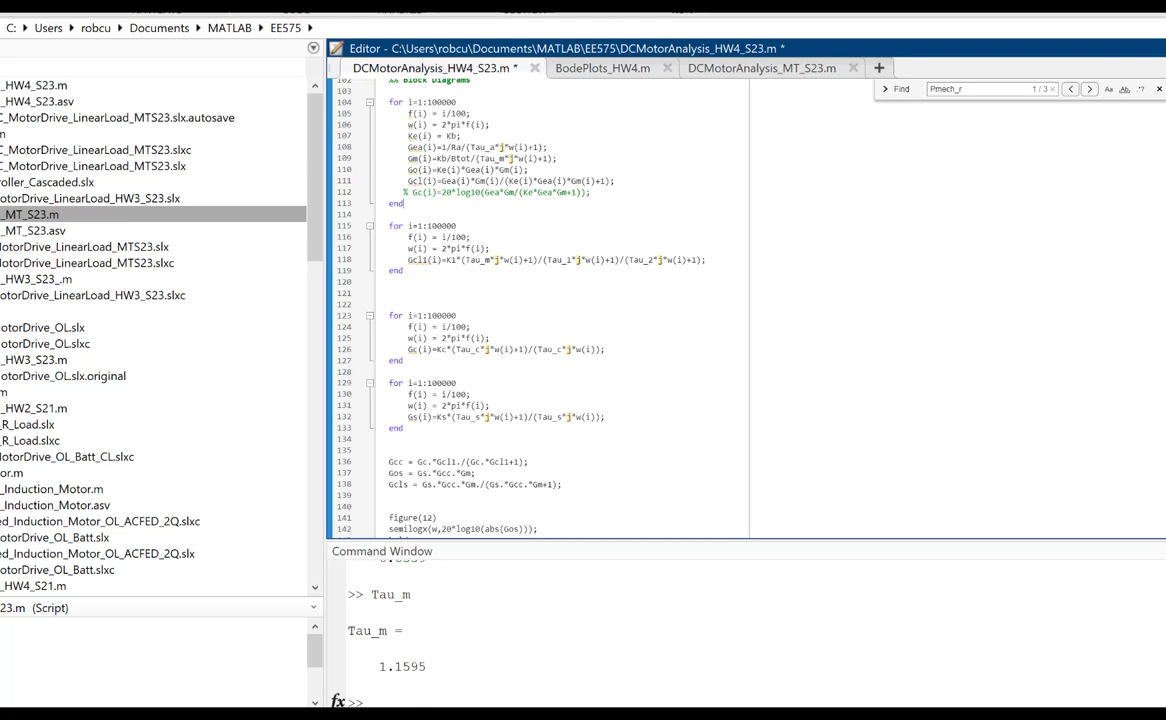 C: Users robcu Documents MATLAB EE575
Editor - C:\Users\robcu\Documents\MATLAB\EE575\DCMotorAnalysis_HW4_S23.m *
DCMotorAnalysis_HW4_S23.m * BodePlots_HW4.m DCMotorAnalysis_MT_S23.m
Find Pmech_r 1 / 3
_HW4_S23.m
_HW4_S23.asv
C_MotorDrive_LinearLoad_MTS23.slx.autosave
m
C_MotorDrive_LinearLoad_MTS23.slxc
C_MotorDrive_LinearLoad_MTS23.slx
roller_Cascaded.slx
otorDrive_LinearLoad_HW3_S23.slx
_MT_S23.m
_MT_S23.asv
MotorDrive_LinearLoad_MTS23.slx
MotorDrive_LinearLoad_MTS23.slxc
_HW3_S23_.m
otorDrive_LinearLoad_HW3_S23.slxc
otorDrive_OL.slx
otorDrive_OL.slxc
_HW3_S23.m
otorDrive_OL.slx.original
m
_HW2_S21.m
_R_Load.slx
_R_Load.slxc
otorDrive_OL_Batt_CL.slxc
or.m
_Induction_Motor.m
_Induction_Motor.asv
ed_Induction_Motor_OL_ACFED_2Q.slxc
otorDrive_OL_Batt.slx
ed_Induction_Motor_OL_ACFED_2Q.slx
otorDrive_OL_Batt.slxc
_HW4_S21.m
23.m (Script)
102 %% Block Diagrams
103
104 for i=1:100000
105 f(i) = i/100;
106 w(i) = 2*pi*f(i);
107 Ke(i) = Kb;
108 Gea(i)=1/Ra/(Tau_a*j*w(i)+1);
109 Gm(i)=Kb/Btot/(Tau_m*j*w(i)+1);
110 Go(i)=Ke(i)*Gea(i)*Gm(i);
111 Gcl(i)=Gea(i)*Gm(i)/(Ke(i)*Gea(i)*Gm(i)+1);
112 % Gc(i)=20*log10(Gea*Gm/(Ke*Gea*Gm+1));
113 end
114
115 for i=1:100000
116 f(i) = i/100;
117 w(i) = 2*pi*f(i);
118 Gcl1(i)=K1*(Tau_m*j*w(i)+1)/(Tau_1*j*w(i)+1)/(Tau_2*j*w(i)+1);
119 end
120
121
122
123 for i=1:100000
124 f(i) = i/100;
125 w(i) = 2*pi*f(i);
126 Gc(i)=Kc*(Tau_c*j*w(i)+1)/(Tau_c*j*w(i));
127 end
128
129 for i=1:100000
130 f(i) = i/100;
131 w(i) = 2*pi*f(i);
132 Gs(i)=Ks*(Tau_s*j*w(i)+1)/(Tau_s*j*w(i));
133 end
134
135
136 Gcc = Gc.*Gcl1./(Gc.*Gcl1+1);
137 Gos = Gs.*Gcc.*Gm;
138 Gcls = Gs.*Gcc.*Gm./(Gs.*Gcc.*Gm+1);
139
140
141 figure(12)
142 semilogx(w,20*log10(abs(Gos)));
Command Window
>> Tau_m
Tau_m =
1.1595
fx >>